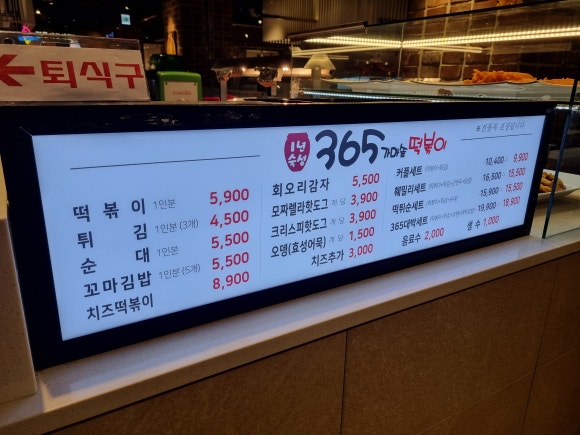 ←퇴식구
1년
숙성
365 가마솥 떡볶이
떡 볶 이 1인분 5,900
튀 김 1인분 (3개) 4,500
순 대 1인분 5,500
꼬마김밥 1인분 (5개) 5,500
치즈떡볶이 8,900
회오리감자 5,500
모짜렐라핫도그 개 당 3,900
크리스피핫도그 개 당 3,900
오뎅(효성어묵) 개 당 1,500
치즈추가 3,000
커플세트 10,400 → 9,900
패밀리세트 16,500 → 15,500
떡튀순세트 15,900 → 15,500
365대박세트 19,900 → 18,900
음료수 2,000
생 수 1,000